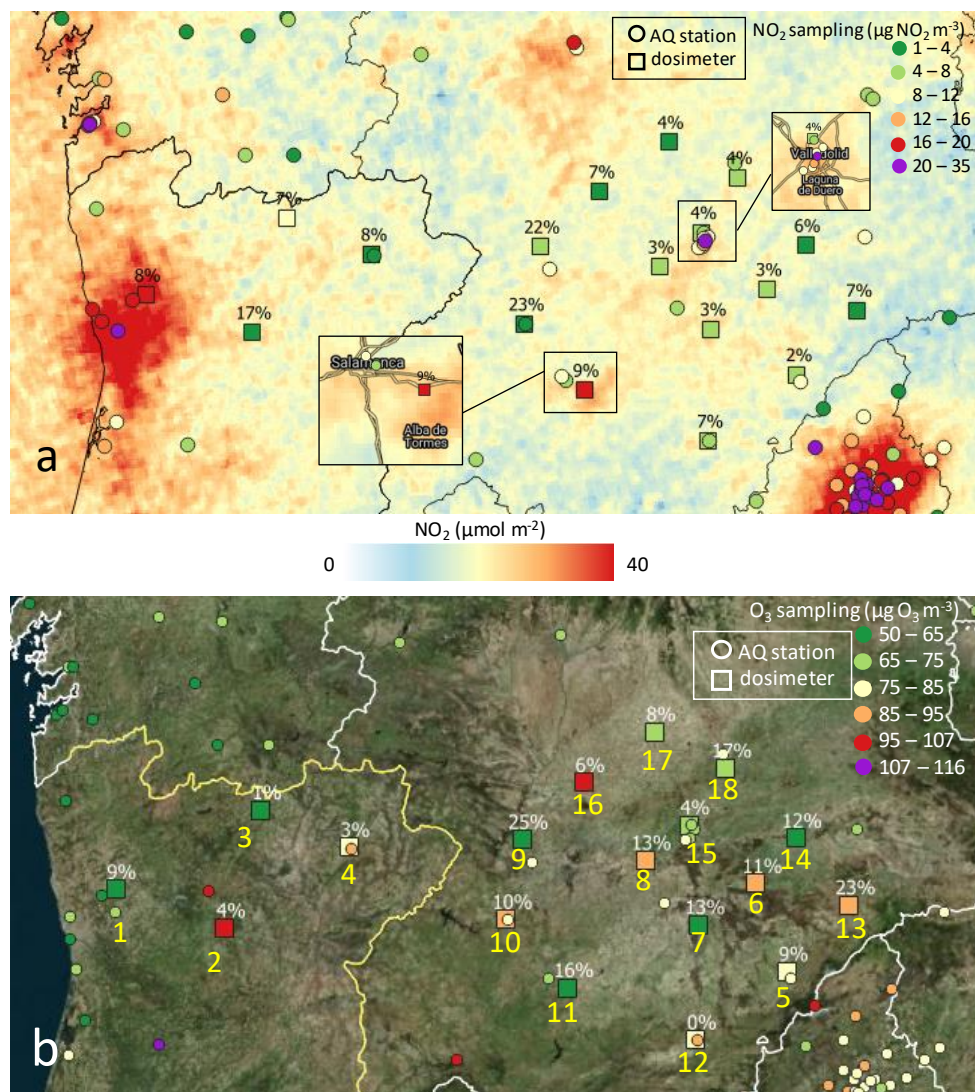 AQ station
dosimeter
NO₂ sampling (µg NO₂ m⁻³)
1 – 4
4 – 8
8 – 12
12 – 16
16 – 20
20 – 35
4%
4%
Valladolid
Laguna
de Duero
7%
4%
7%
4%
6%
22%
8%
3%
3%
8%
7%
17%
23%
3%
Salamanca
9%
Alba de
Tormes
9%
2%
7%
a
NO₂ (µmol m⁻²)
0
40
O₃ sampling (µg O₃ m⁻³)
50 – 65
65 – 75
75 – 85
85 – 95
95 – 107
107 – 116
AQ station
dosimeter
8%
17
17%
18
6%
16
1%
3
4%
15
3%
4
25%
9
12%
14
13%
8
11%
6
9%
1
4%
2
10%
10
13%
7
23%
13
16%
11
9%
5
0%
12
b